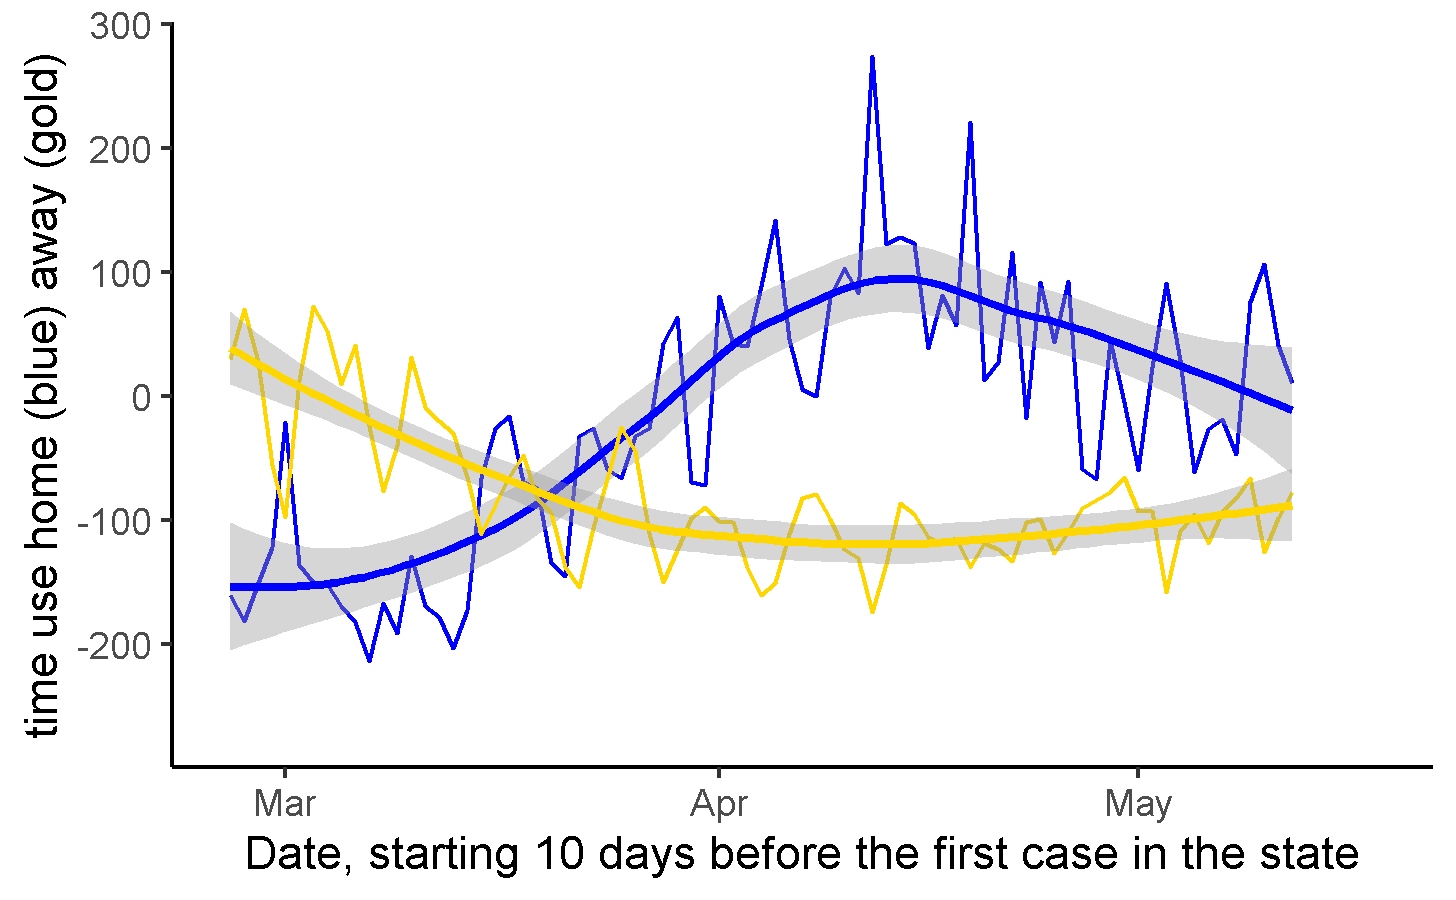 time use home (blue) away (gold)
300
200
100
0
-100
-200
Mar
Apr
May
Date, starting 10 days before the first case in the state